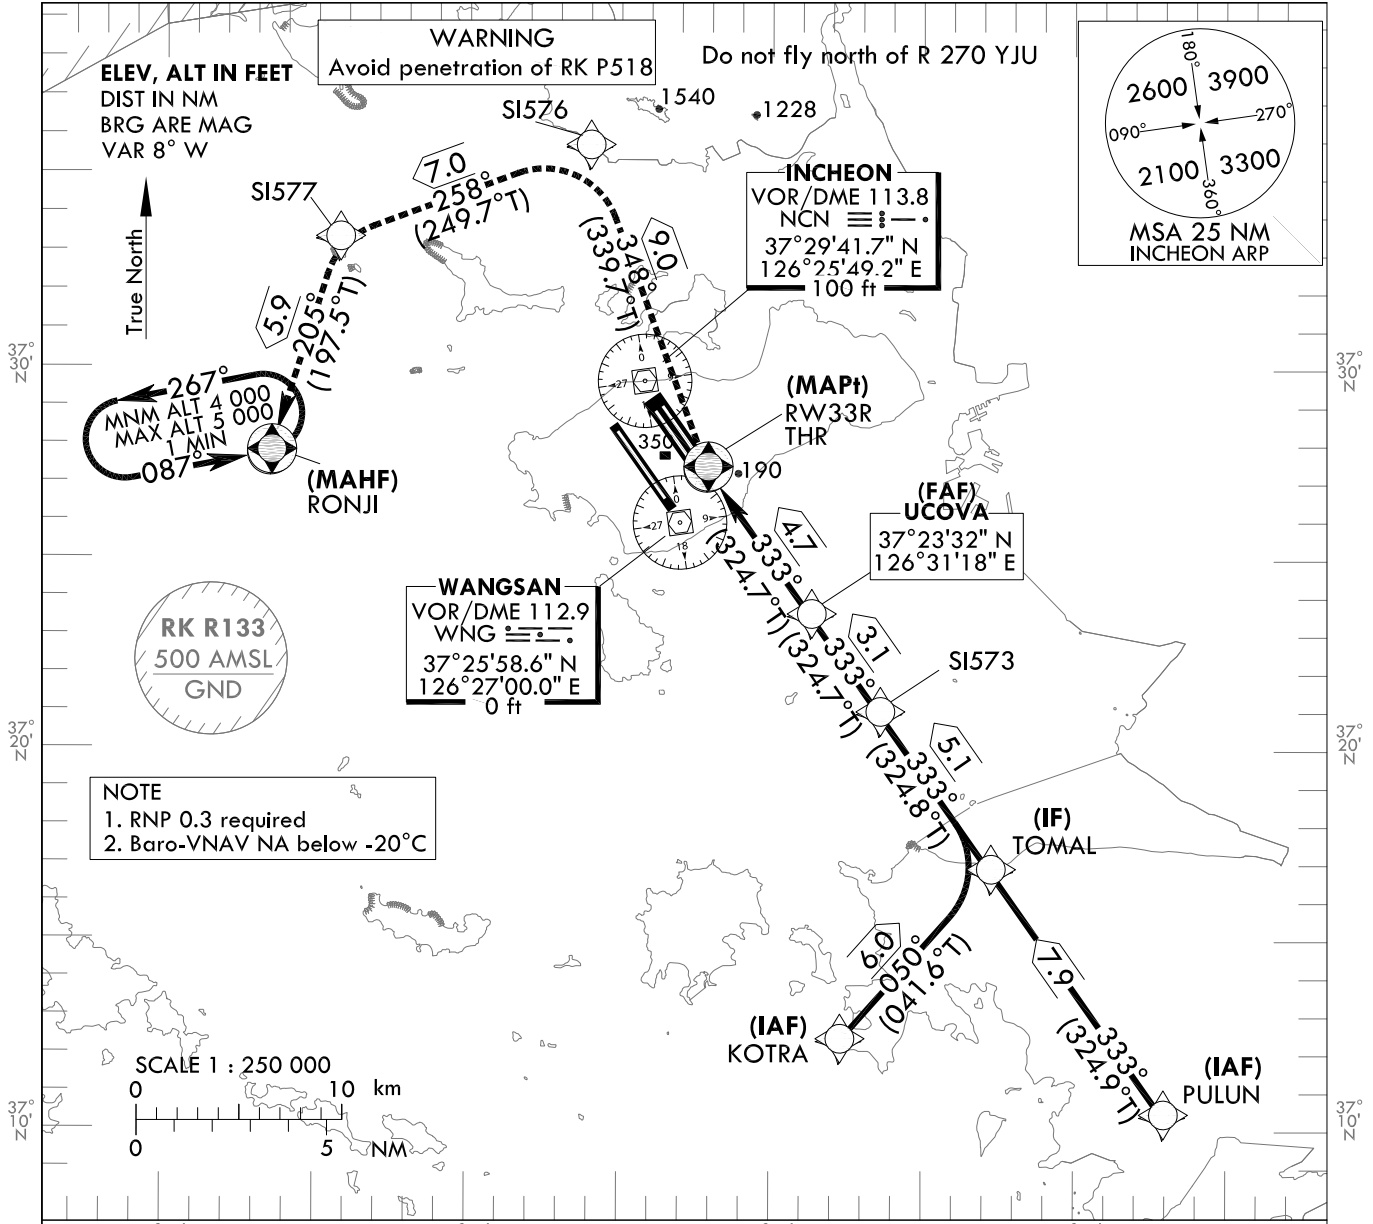 WARNING
Avoid penetration of RK P518
Do not fly north of R 270 YJU
ELEV, ALT IN FEET
DIST IN NM
BRG ARE MAG
VAR 8° W
True North
180°
2600 3900
090° 270°
2100 3300
360°
MSA 25 NM
INCHEON ARP
SI576
1540
1228
SI577
7.0
258°
(249.7°T)
9.0
348°
(339.7°T)
INCHEON
VOR/DME 113.8
NCN
37°29'41.7" N
126°25'49.2" E
100 ft
5.9
205°
(197.5°T)
37°
30'
N
37°
30'
N
267°
MNM ALT 4 000
MAX ALT 5 000
1 MIN
087°
(MAHF)
RONJI
0
27
(MAPt)
RW33R
THR
350
190
0
27
9
18
(FAF)
UCOVA
37°23'32" N
126°31'18" E
4.7
333°
(324.7°T)
WANGSAN
VOR/DME 112.9
WNG
37°25'58.6" N
126°27'00.0" E
0 ft
RK R133
500 AMSL
GND
3.1
333°
(324.7°T)
SI573
37°
20'
N
37°
20'
N
5.1
333°
(324.8°T)
NOTE
1. RNP 0.3 required
2. Baro-VNAV NA below -20°C
(IF)
TOMAL
6.0
050°
(041.6°T)
7.9
333°
(324.9°T)
(IAF)
KOTRA
(IAF)
PULUN
SCALE 1 : 250 000
0 10 km
0 5 NM
37°
10'
N
37°
10'
N